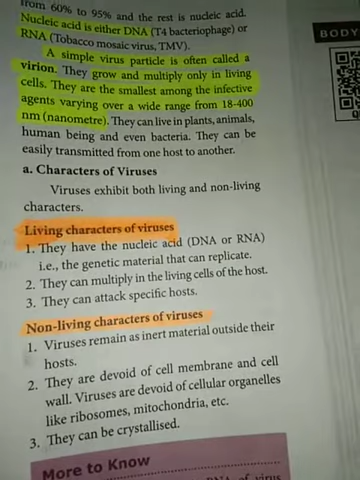 from 60% to 95% and the rest is nucleic acid.
Nucleic acid is either DNA (T4 bacteriophage) or
RNA (Tobacco mosaic virus, TMV).
A simple virus particle is often called a
virion. They grow and multiply only in living
cells. They are the smallest among the infective
agents varying over a wide range from 18-400
nm (nanometre). They can live in plants, animals,
human being and even bacteria. They can be
easily transmitted from one host to another.
a. Characters of Viruses
Viruses exhibit both living and non-living
characters.
Living characters of viruses
1. They have the nucleic acid (DNA or RNA)
i.e., the genetic material that can replicate.
2. They can multiply in the living cells of the host.
3. They can attack specific hosts.
Non-living characters of viruses
1. Viruses remain as inert material outside their
hosts.
2. They are devoid of cell membrane and cell
wall. Viruses are devoid of cellular organelles
like ribosomes, mitochondria, etc.
3. They can be crystallised.
More to Know
DNA of virus
BODY